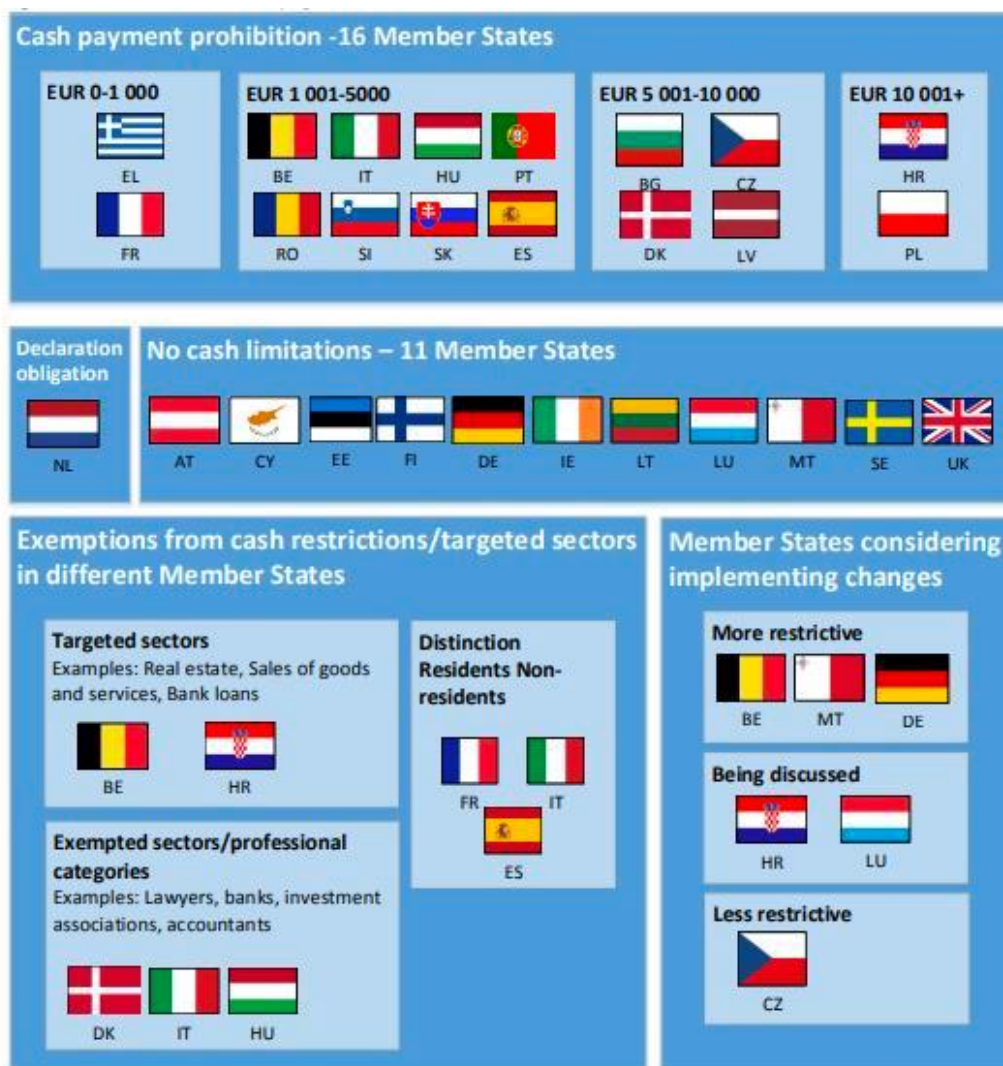 Cash payment prohibition -16 Member States
EUR 0-1 000
EL
FR
EUR 1 001-5000
BE IT HU PT
RO SI SK ES
EUR 5 001-10 000
BG CZ
DK LV
EUR 10 001+
HR
PL
Declaration
obligation
NL
No cash limitations – 11 Member States
AT CY EE FI DE IE LT LU MT SE UK
Exemptions from cash restrictions/targeted sectors
in different Member States
Targeted sectors
Examples: Real estate, Sales of goods
and services, Bank loans
BE HR
Exempted sectors/professional
categories
Examples: Lawyers, banks, investment
associations, accountants
DK IT HU
Distinction
Residents Non-
residents
FR IT
ES
Member States considering
implementing changes
More restrictive
BE MT DE
Being discussed
HR LU
Less restrictive
CZ